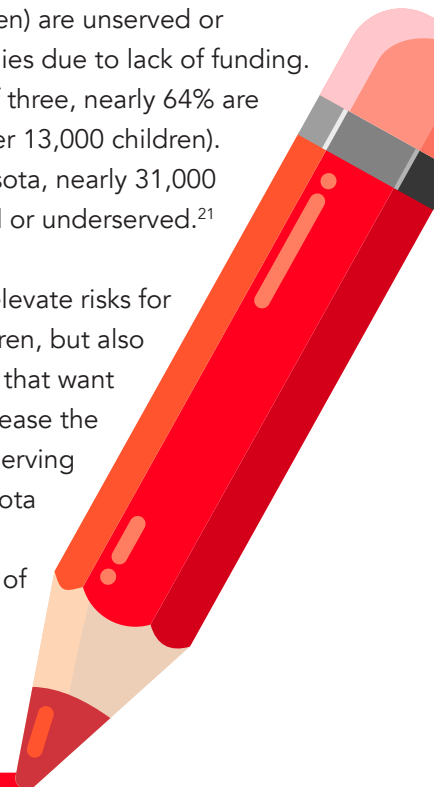 en) are unserved or
ies due to lack of funding.
three, nearly 64% are
er 13,000 children).
sota, nearly 31,000
or underserved.²¹
elevate risks for
ren, but also
that want
ease the
erving
ota
of